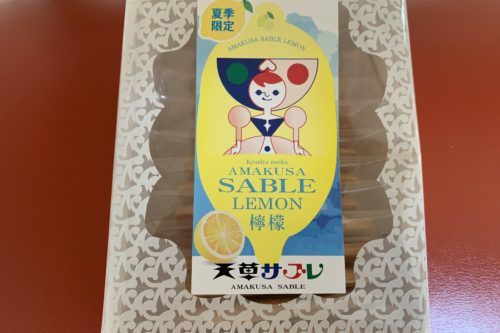 夏季
限定
AMAKUSA SABLE LEMON
Kyushu meika
AMAKUSA
SABLE
LEMON
檸檬
天草サブレ
AMAKUSA SABLE